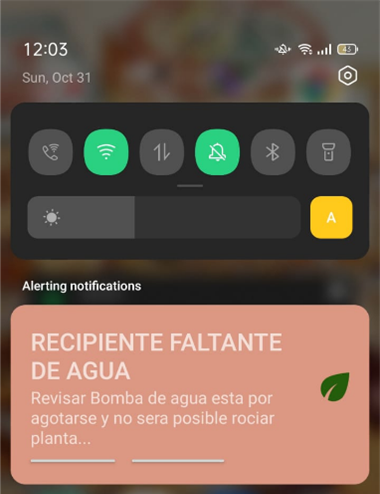 12:03
43
Sun, Oct 31
A
Alerting notifications
RECIPIENTE FALTANTE
DE AGUA
Revisar Bomba de agua esta por
agotarse y no sera posible rociar
planta...